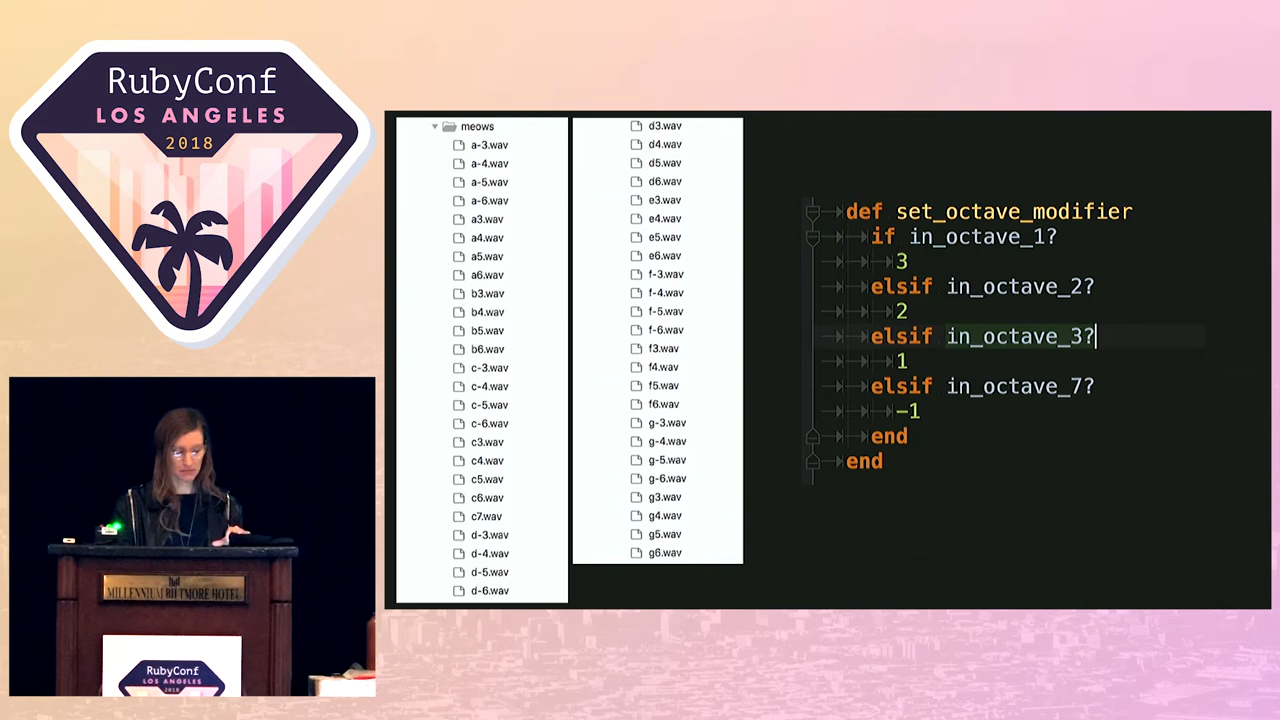 RubyConf
LOS ANGELES
2018
meows
a-3.wav
a-4.wav
a-5.wav
a-6.wav
a3.wav
a4.wav
a5.wav
a6.wav
b3.wav
b4.wav
b5.wav
b6.wav
c-3.wav
c-4.wav
c-5.wav
c-6.wav
c3.wav
c4.wav
c5.wav
c6.wav
c7.wav
d-3.wav
d-4.wav
d-5.wav
d-6.wav
d3.wav
d4.wav
d5.wav
d6.wav
e3.wav
e4.wav
e5.wav
e6.wav
f-3.wav
f-4.wav
f-5.wav
f-6.wav
f3.wav
f4.wav
f5.wav
f6.wav
g-3.wav
g-4.wav
g-5.wav
g-6.wav
g3.wav
g4.wav
g5.wav
g6.wav
def set_octave_modifier
if in_octave_1?
3
elsif in_octave_2?
2
elsif in_octave_3?
1
elsif in_octave_7?
-1
end
end
MILLENNIUM BILTMORE HOTEL
RubyConf
LOS ANGELES
2018